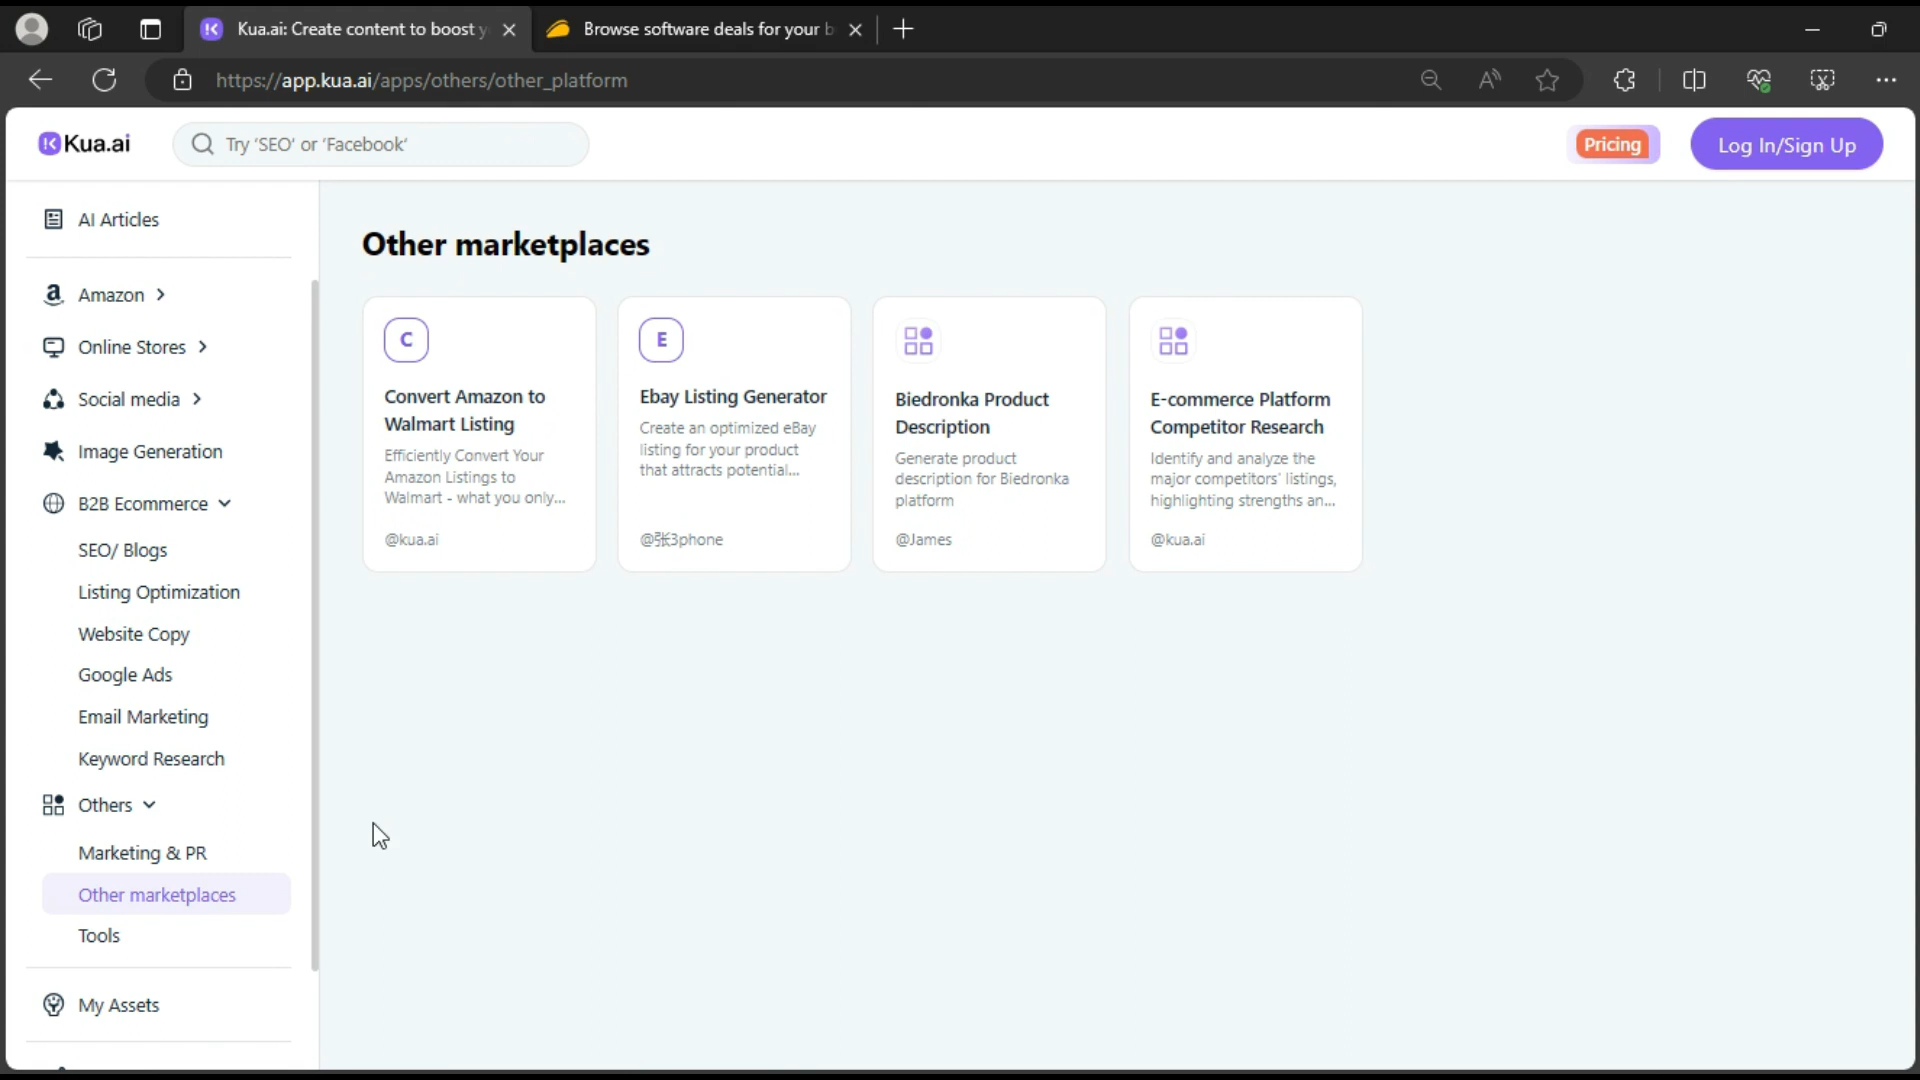 Kua.ai: Create content to boost y
Browse software deals for your b
https://app.kua.ai/apps/others/other_platform
Kua.ai
Try 'SEO' or 'Facebook'
Pricing
Log In/Sign Up
AI Articles
Amazon
Online Stores
Social media
Image Generation
B2B Ecommerce
SEO/ Blogs
Listing Optimization
Website Copy
Google Ads
Email Marketing
Keyword Research
Others
Marketing & PR
Other marketplaces
Tools
My Assets
Other marketplaces
C
Convert Amazon to
Walmart Listing
Efficiently Convert Your
Amazon Listings to
Walmart - what you only...
@kua.ai
E
Ebay Listing Generator
Create an optimized eBay
listing for your product
that attracts potential...
@张3phone
Biedronka Product
Description
Generate product
description for Biedronka
platform
@James
E-commerce Platform
Competitor Research
Identify and analyze the
major competitors' listings,
highlighting strengths an...
@kua.ai